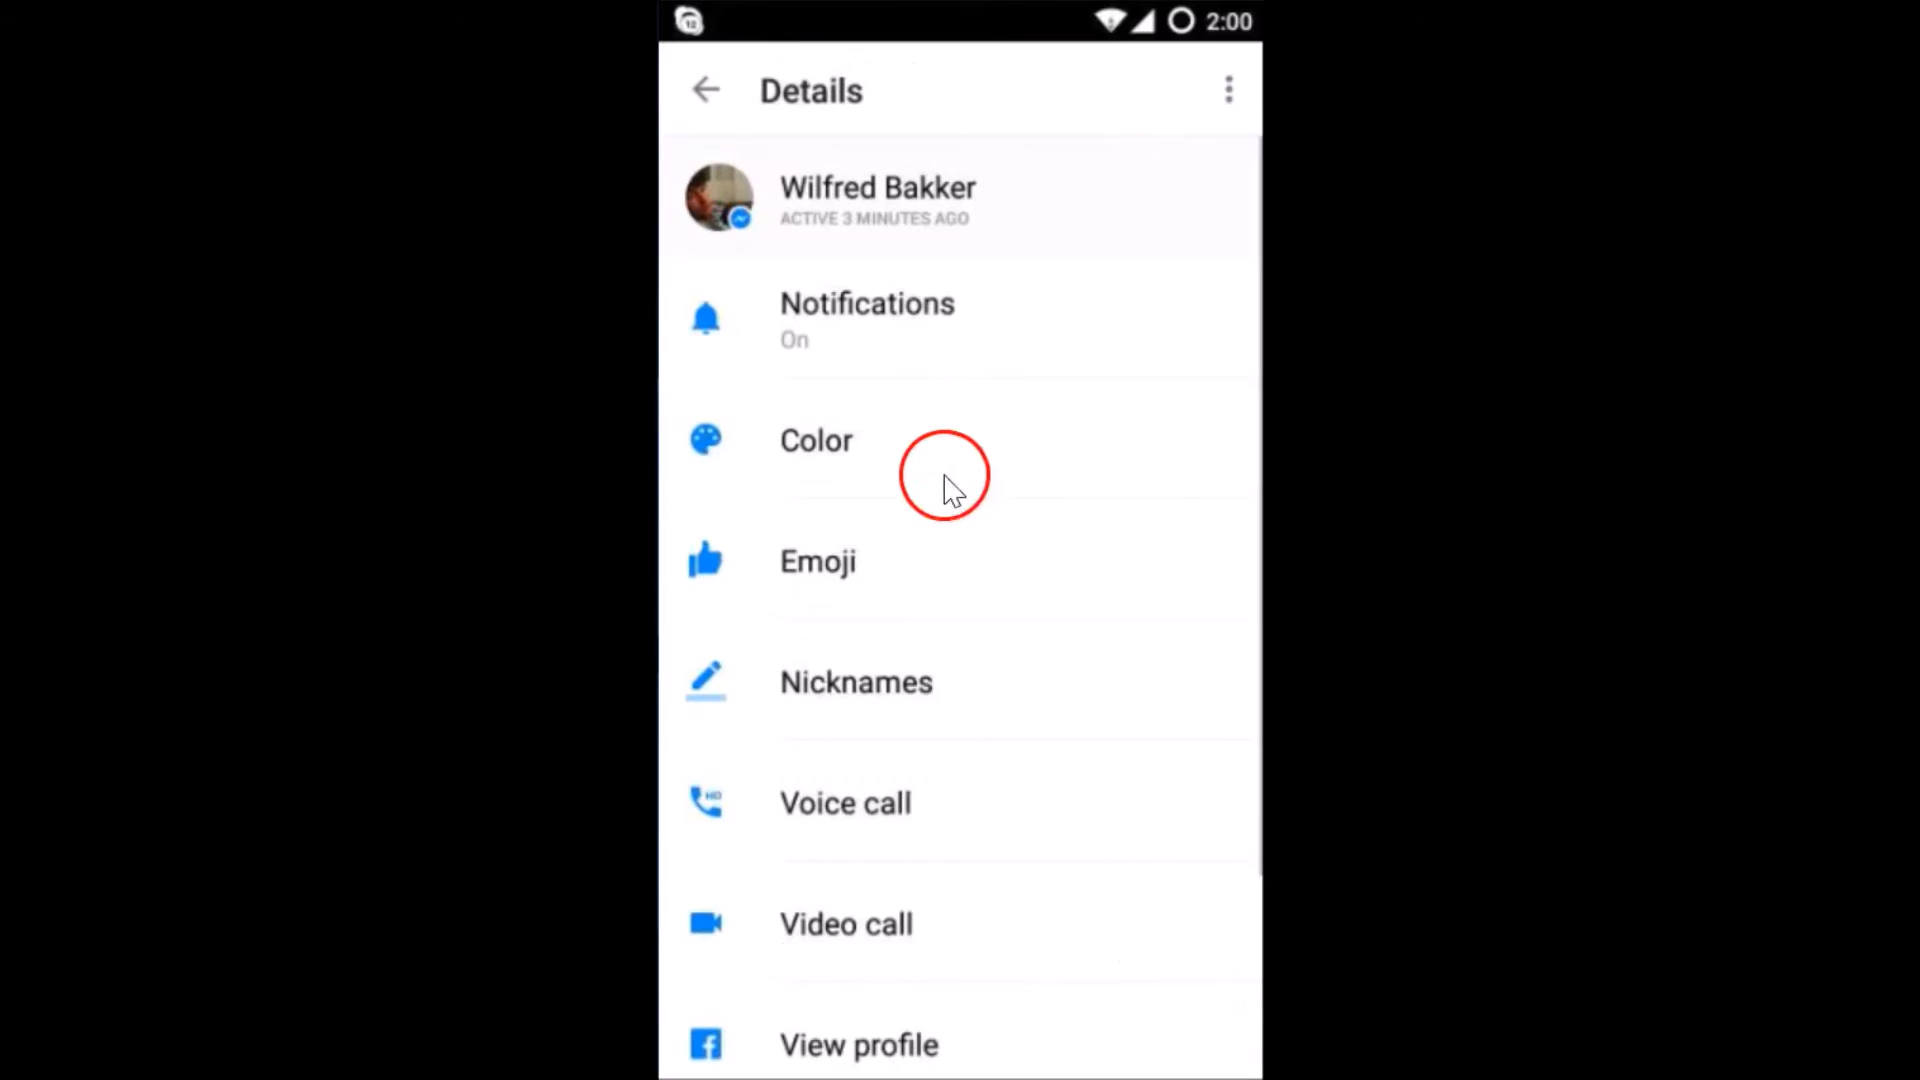 2:00
Details
Wilfred Bakker
ACTIVE 3 MINUTES AGO
Notifications
On
Color
Emoji
Nicknames
HD
Voice call
Video call
View profile